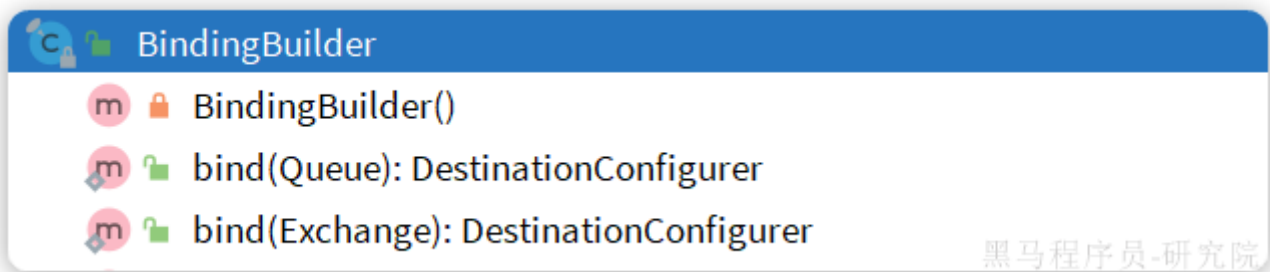 BindingBuilder
BindingBuilder()
bind(Queue): DestinationConfigurer
bind(Exchange): DestinationConfigurer
黑马程序员-研究院